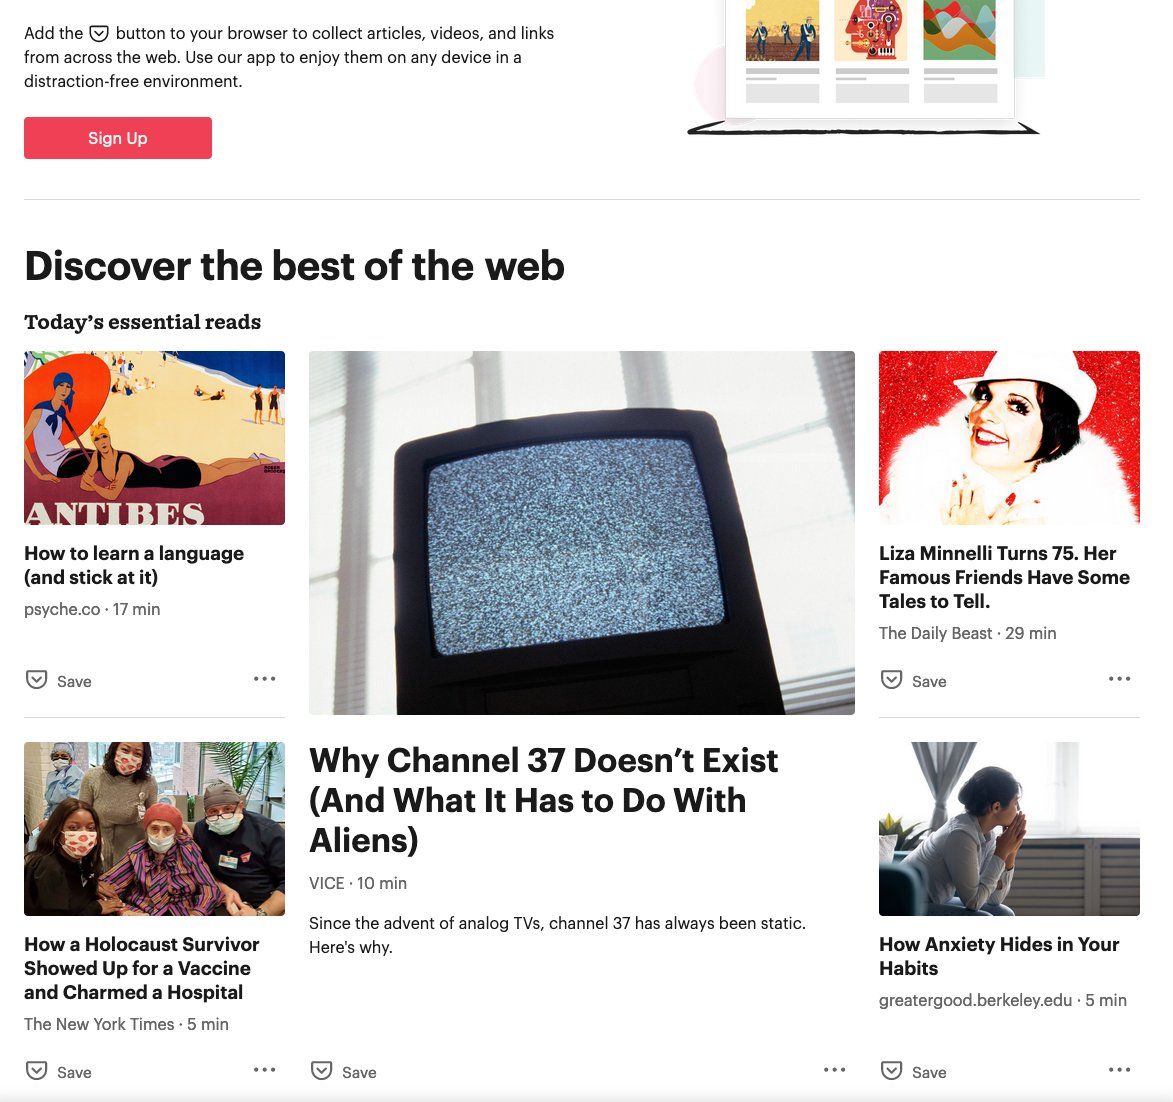 Add the button to your browser to collect articles, videos, and links
from across the web. Use our app to enjoy them on any device in a
distraction-free environment.
Sign Up
Discover the best of the web
Today’s essential reads
ANTIBES
How to learn a language
(and stick at it)
psyche.co · 17 min
Save
Why Channel 37 Doesn’t Exist
(And What It Has to Do With
Aliens)
VICE · 10 min
Since the advent of analog TVs, channel 37 has always been static.
Here's why.
Save
Liza Minnelli Turns 75. Her
Famous Friends Have Some
Tales to Tell.
The Daily Beast · 29 min
Save
How a Holocaust Survivor
Showed Up for a Vaccine
and Charmed a Hospital
The New York Times · 5 min
Save
How Anxiety Hides in Your
Habits
greatergood.berkeley.edu · 5 min
Save